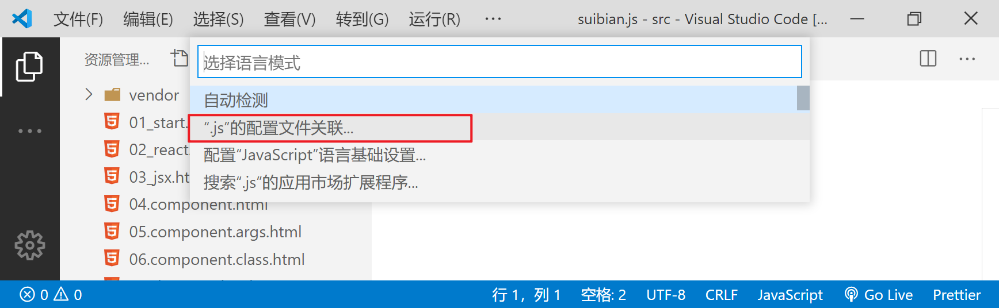 文件(F) 编辑(E) 选择(S) 查看(V) 转到(G) 运行(R) ··· suibian.js - src - Visual Studio Code [...
资源管理...
选择语言模式
自动检测
“.js”的配置文件关联...
配置“JavaScript”语言基础设置...
搜索“.js”的应用市场扩展程序...
vendor
01_start.
02_react.
03_jsx.ht
04.component.html
05.component.args.html
06.component.class.html
0 0 行 1，列 1 空格: 2 UTF-8 CRLF JavaScript Go Live Prettier